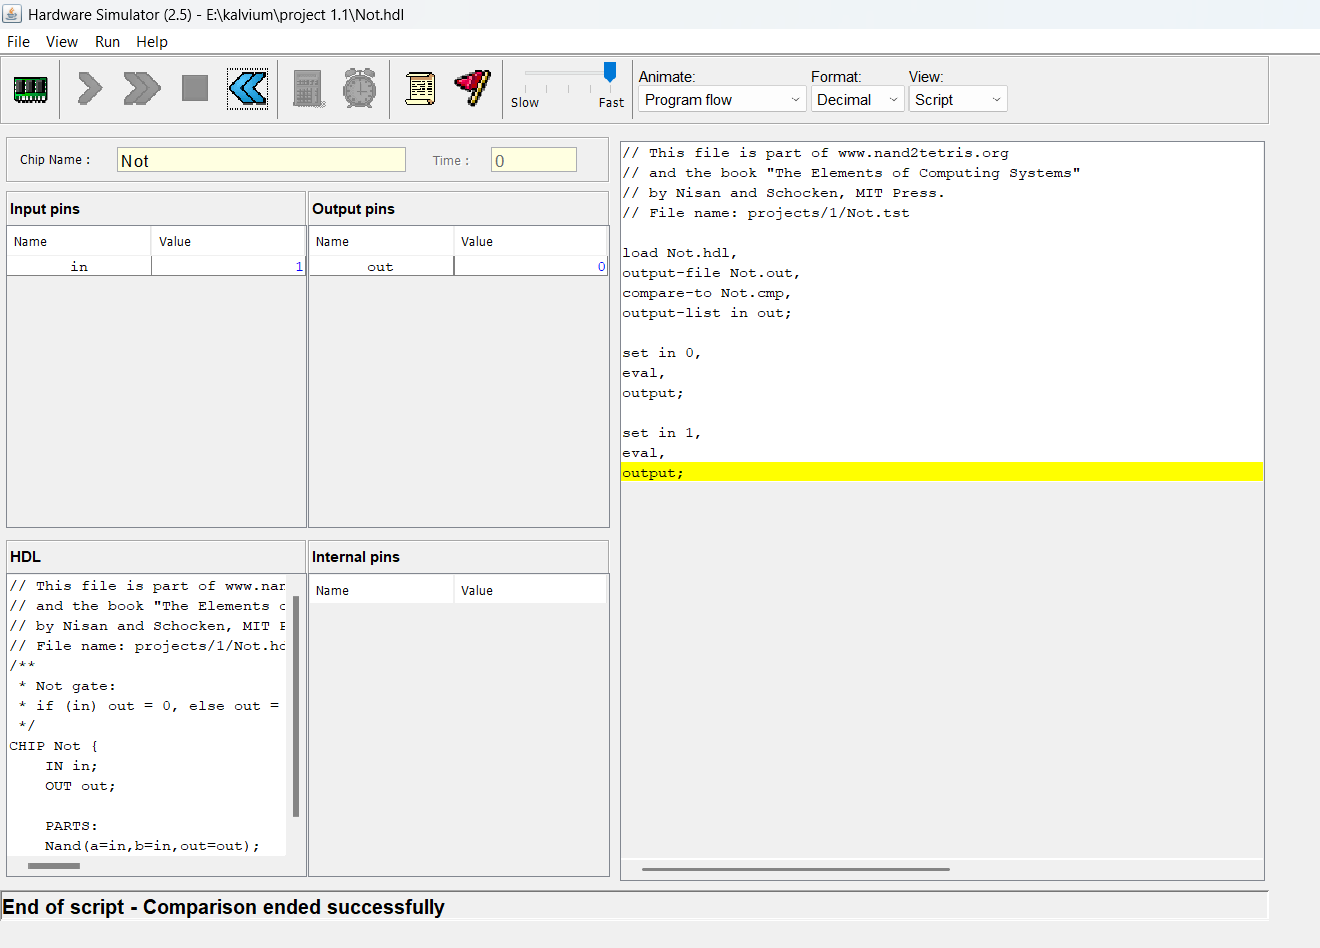 Hardware Simulator (2.5) - E:\kalvium\project 1.1\Not.hdl
File View Run Help
Slow Fast
Animate: Format: View:
Program flow Decimal Script
Chip Name : Not Time : 0
Input pins Output pins
Name Value Name Value
in 1 out 0
// This file is part of www.nand2tetris.org
// and the book "The Elements of Computing Systems"
// by Nisan and Schocken, MIT Press.
// File name: projects/1/Not.tst
load Not.hdl,
output-file Not.out,
compare-to Not.cmp,
output-list in out;
set in 0,
eval,
output;
set in 1,
eval,
output;
HDL
// This file is part of www.nan
// and the book "The Elements o
// by Nisan and Schocken, MIT P
// File name: projects/1/Not.hd
/**
* Not gate:
* if (in) out = 0, else out =
*/
CHIP Not {
IN in;
OUT out;
PARTS:
Nand(a=in,b=in,out=out);
Internal pins
Name Value
End of script - Comparison ended successfully